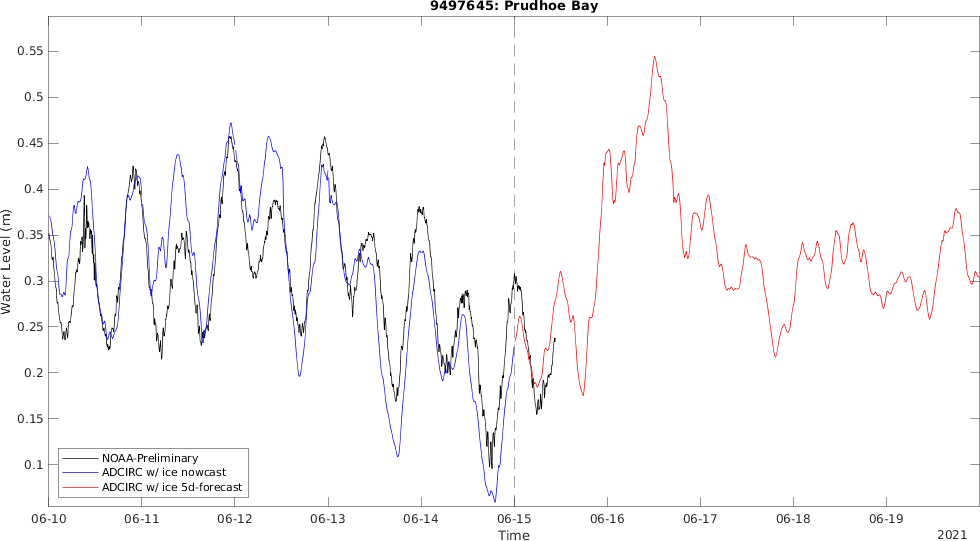 9497645: Prudhoe Bay
Water Level (m)
0.55
0.5
0.45
0.4
0.35
0.3
0.25
0.2
0.15
0.1
NOAA-Preliminary
ADCIRC w/ ice nowcast
ADCIRC w/ ice 5d-forecast
06-10 06-11 06-12 06-13 06-14 06-15 06-16 06-17 06-18 06-19
Time
2021